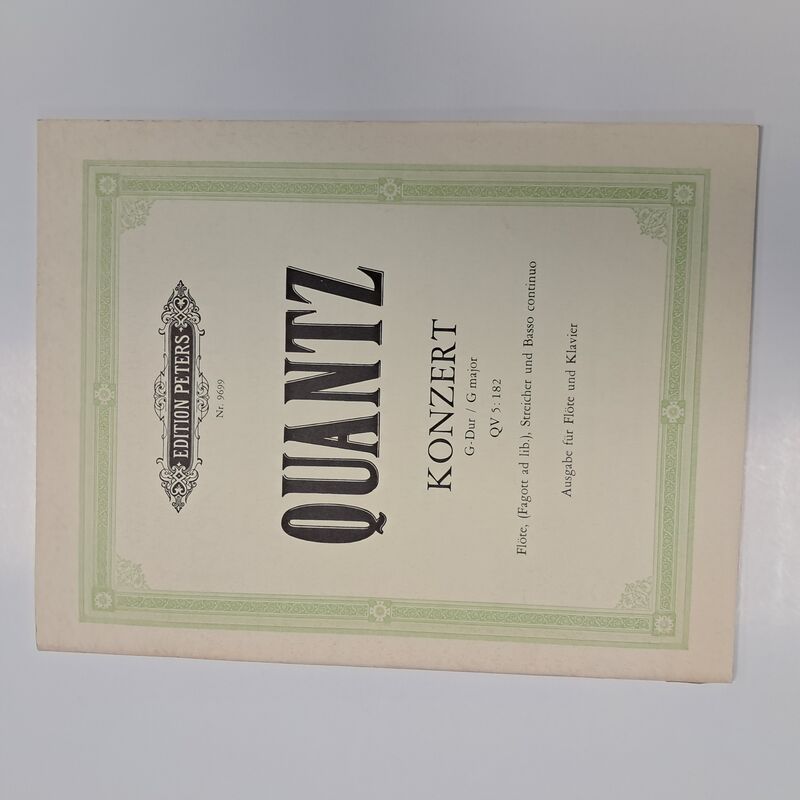 EDITION PETERS
Nr. 9699
QUANTZ
KONZERT
G-Dur / G major
QV 5:182
Flöte, (Fagott ad lib.), Streicher und Basso continuo
Ausgabe für Flöte und Klavier